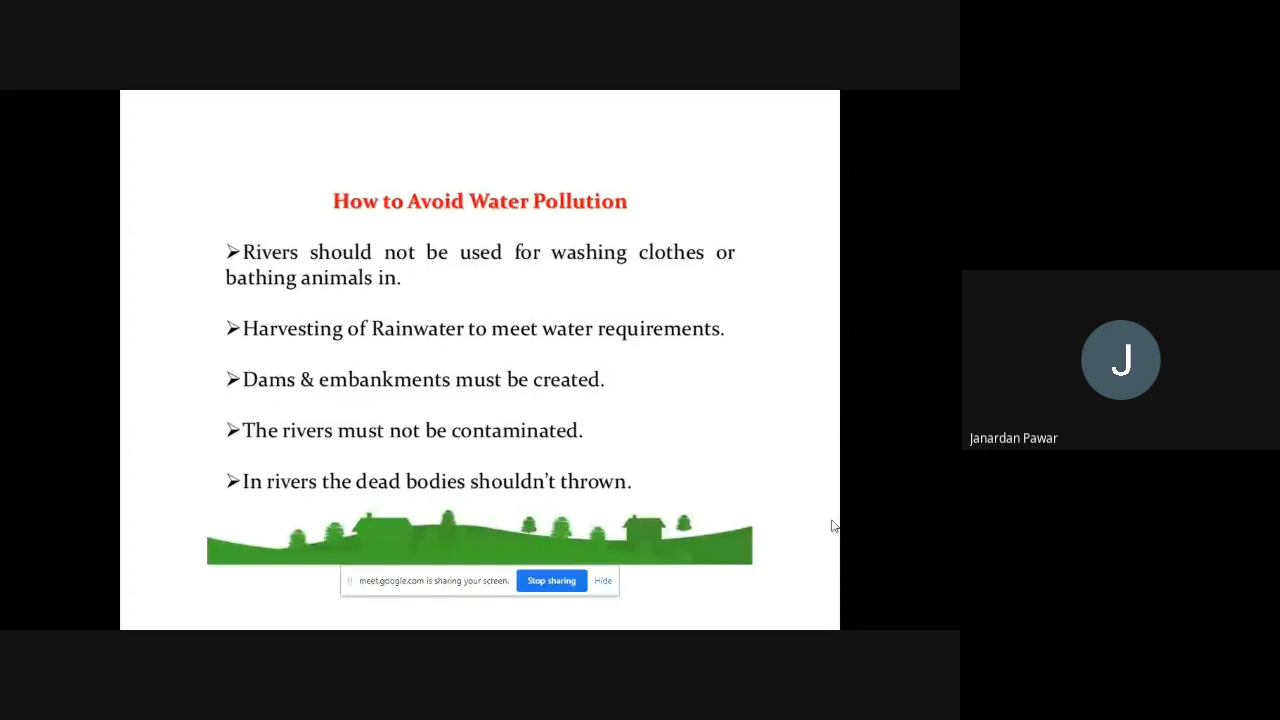 How to Avoid Water Pollution
➢Rivers should not be used for washing clothes or
bathing animals in.
➢Harvesting of Rainwater to meet water requirements.
➢Dams & embankments must be created.
➢The rivers must not be contaminated.
➢In rivers the dead bodies shouldn't thrown.
meet.google.com is sharing your screen. Stop sharing Hide
J
Janardan Pawar